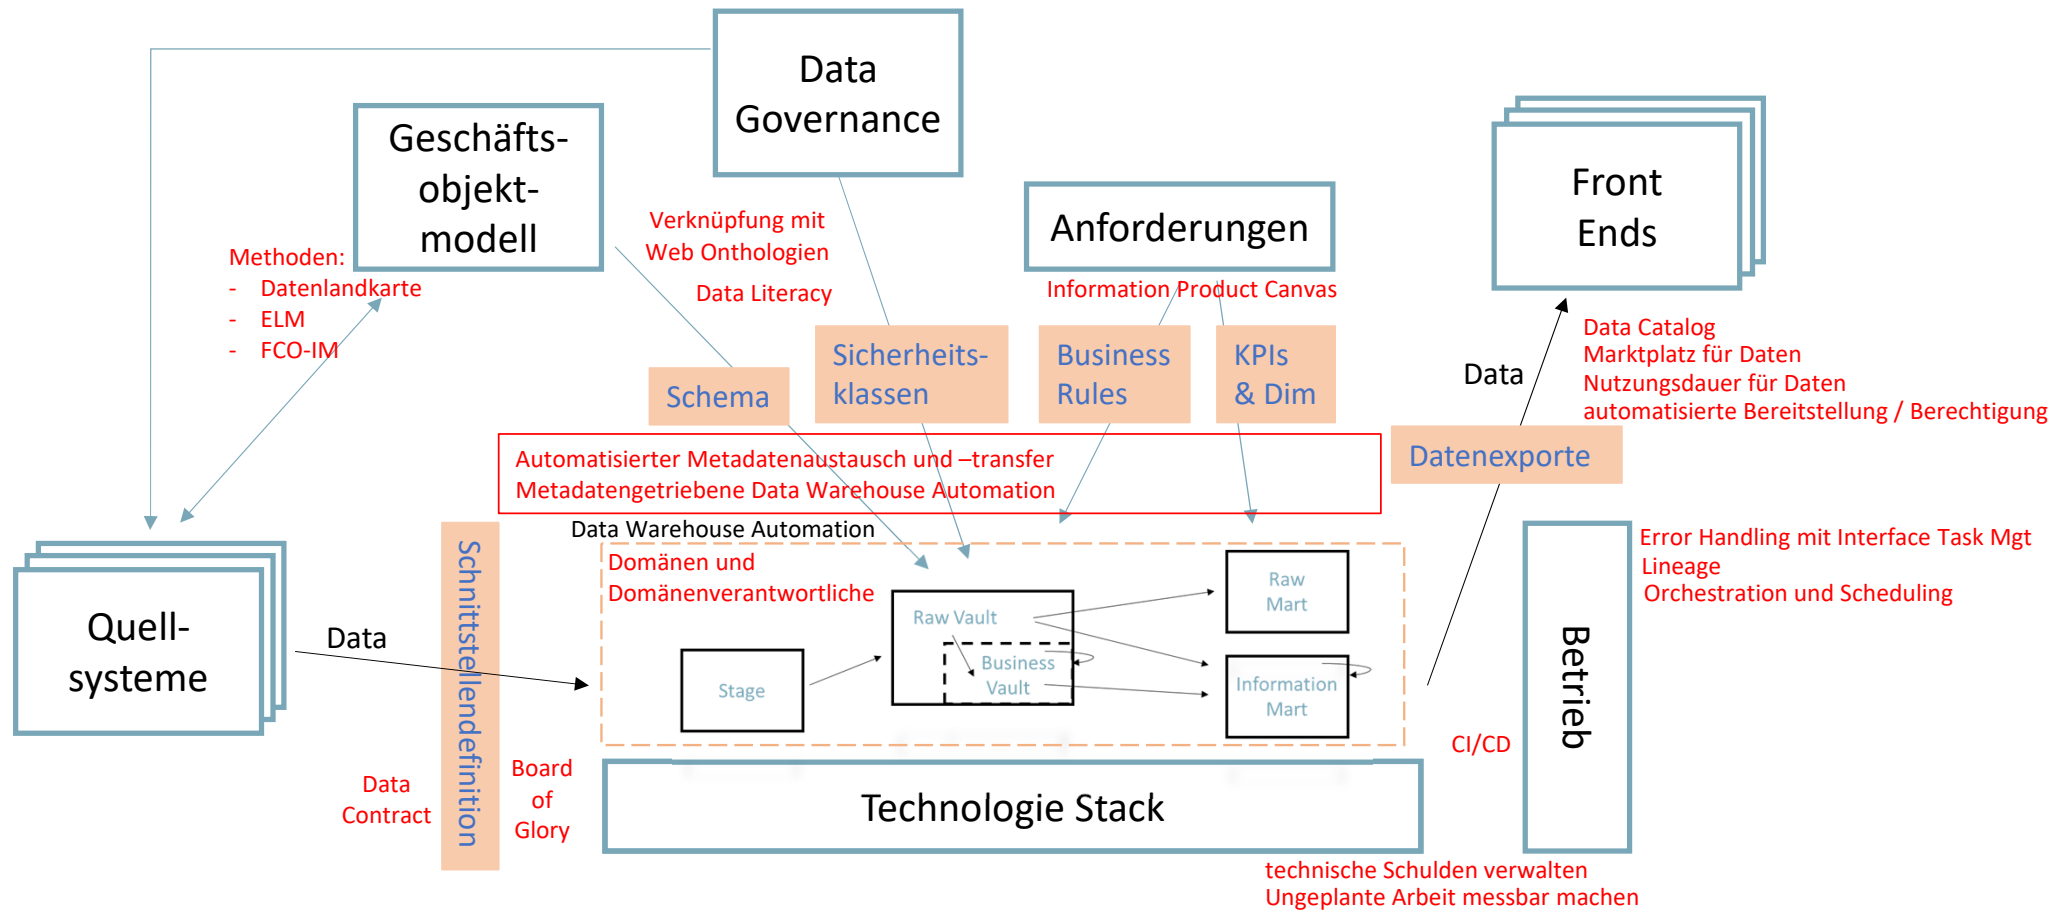 Data
Governance
Geschäfts-
objekt-
modell
Front
Ends
Anforderungen
Verknüpfung mit
Web Onthologien
Data Literacy
Methoden:
- Datenlandkarte
- ELM
- FCO-IM
Information Product Canvas
Sicherheits-
klassen
Business
Rules
KPIs
& Dim
Schema
Data
Data Catalog
Marktplatz für Daten
Nutzungsdauer für Daten
automatisierte Bereitstellung / Berechtigung
Datenexporte
Automatisierter Metadatenaustausch und –transfer
Metadatengetriebene Data Warehouse Automation
Data Warehouse Automation
Domänen und
Domänenverantwortliche
Schnittstellendefinition
Quell-
systeme
Data
Stage
Raw Vault
Business
Vault
Raw
Mart
Information
Mart
Error Handling mit Interface Task Mgt
Lineage
Orchestration und Scheduling
Betrieb
CI/CD
Data
Contract
Board
of
Glory
Technologie Stack
technische Schulden verwalten
Ungeplante Arbeit messbar machen